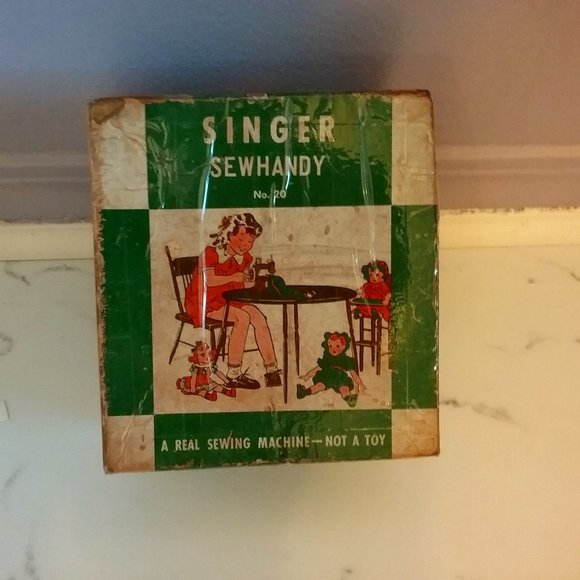 SINGER
SEWHANDY
No. 20
A REAL SEWING MACHINE—NOT A TOY